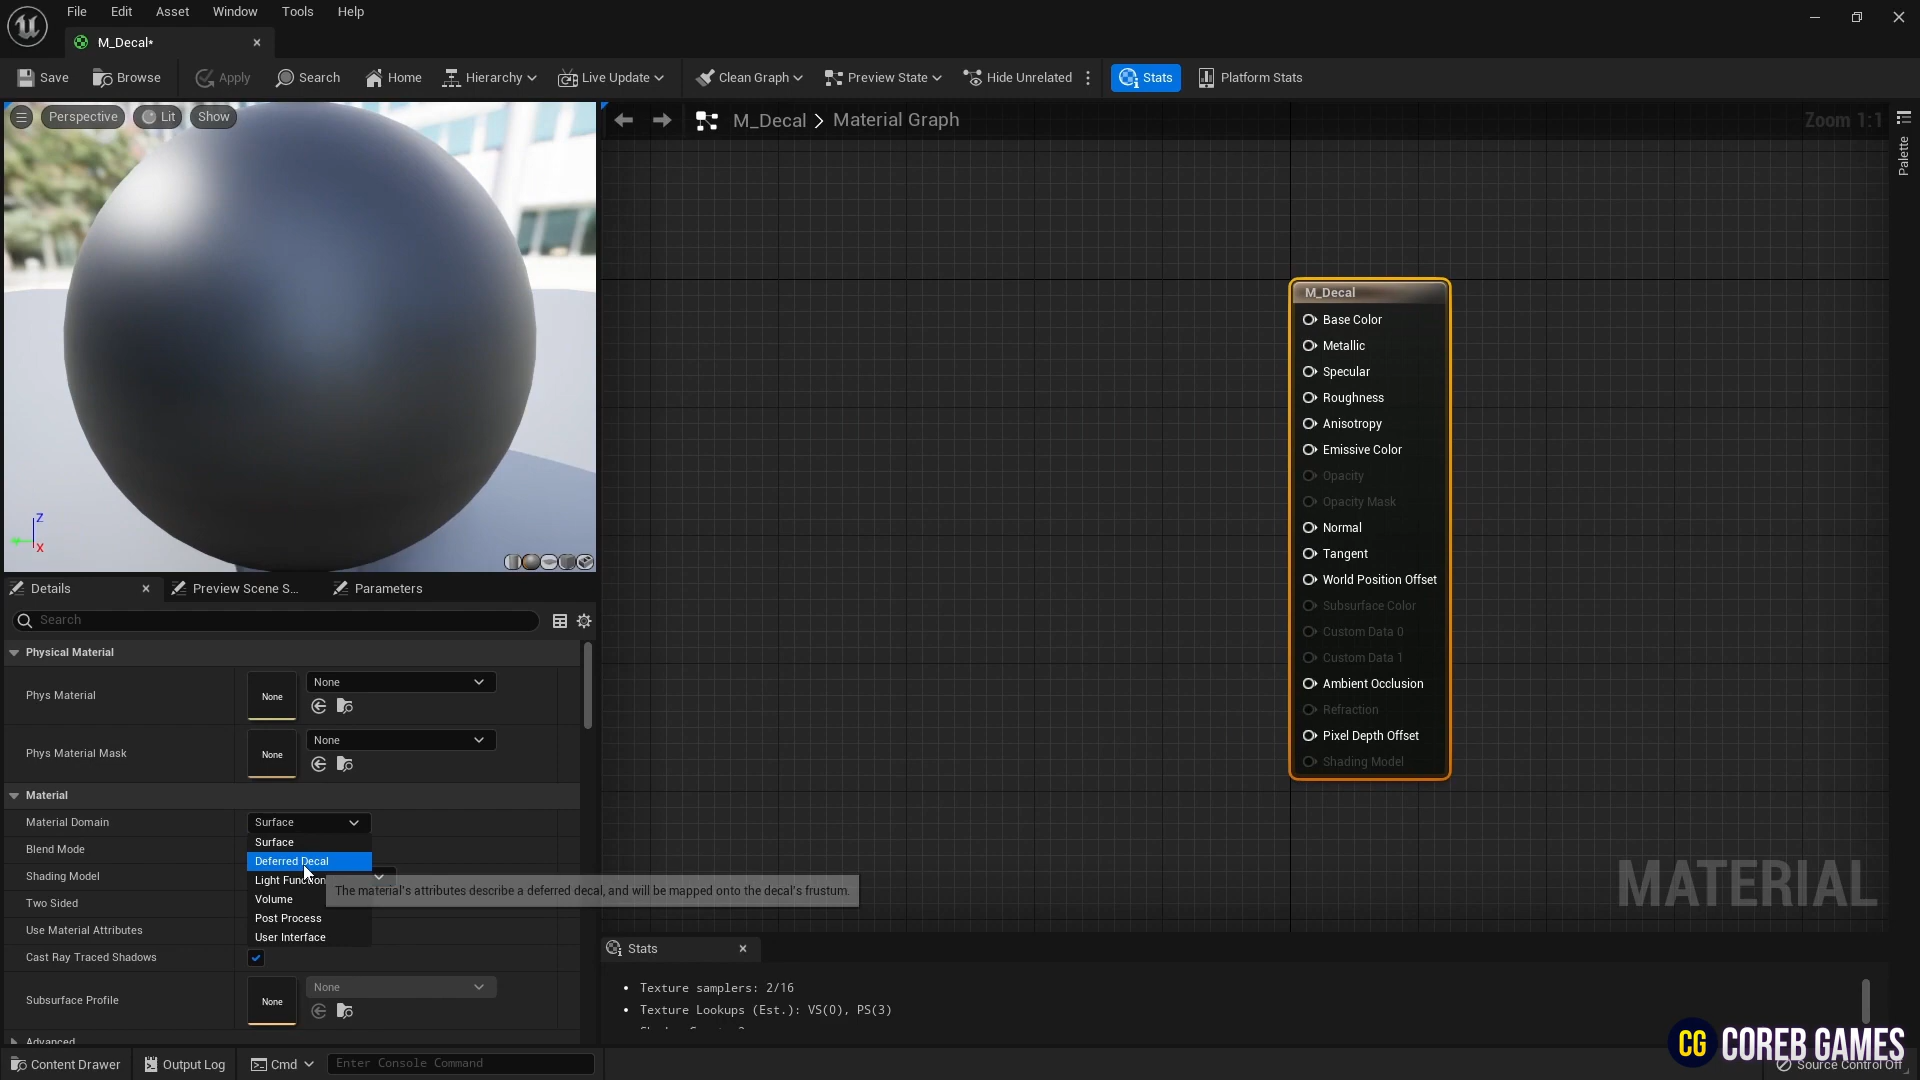 File Edit Asset Window Tools Help
M_Decal*
Save Browse Apply Search Home Hierarchy Live Update Clean Graph Preview State Hide Unrelated Stats Platform Stats
Perspective Lit Show
M_Decal > Material Graph
Zoom 1:1
Palette
M_Decal
Base Color
Metallic
Specular
Roughness
Anisotropy
Emissive Color
Opacity
Opacity Mask
Normal
Tangent
World Position Offset
Subsurface Color
Custom Data 0
Custom Data 1
Ambient Occlusion
Refraction
Pixel Depth Offset
Shading Model
Z
X
Details Preview Scene S... Parameters
Search
Physical Material
Phys Material None None
Phys Material Mask None None
Material
Material Domain Surface
Surface
Blend Mode
Deferred Decal
Shading Model
Light Function
The material's attributes describe a deferred decal, and will be mapped onto the decal's frustum.
Two Sided
Volume
Post Process
Use Material Attributes
User Interface
Cast Ray Traced Shadows
Subsurface Profile None None
Advanced
MATERIAL
Stats
• Texture samplers: 2/16
• Texture Lookups (Est.): VS(0), PS(3)
CG COREB GAMES
Content Drawer Output Log Cmd Enter Console Command Source Control Off